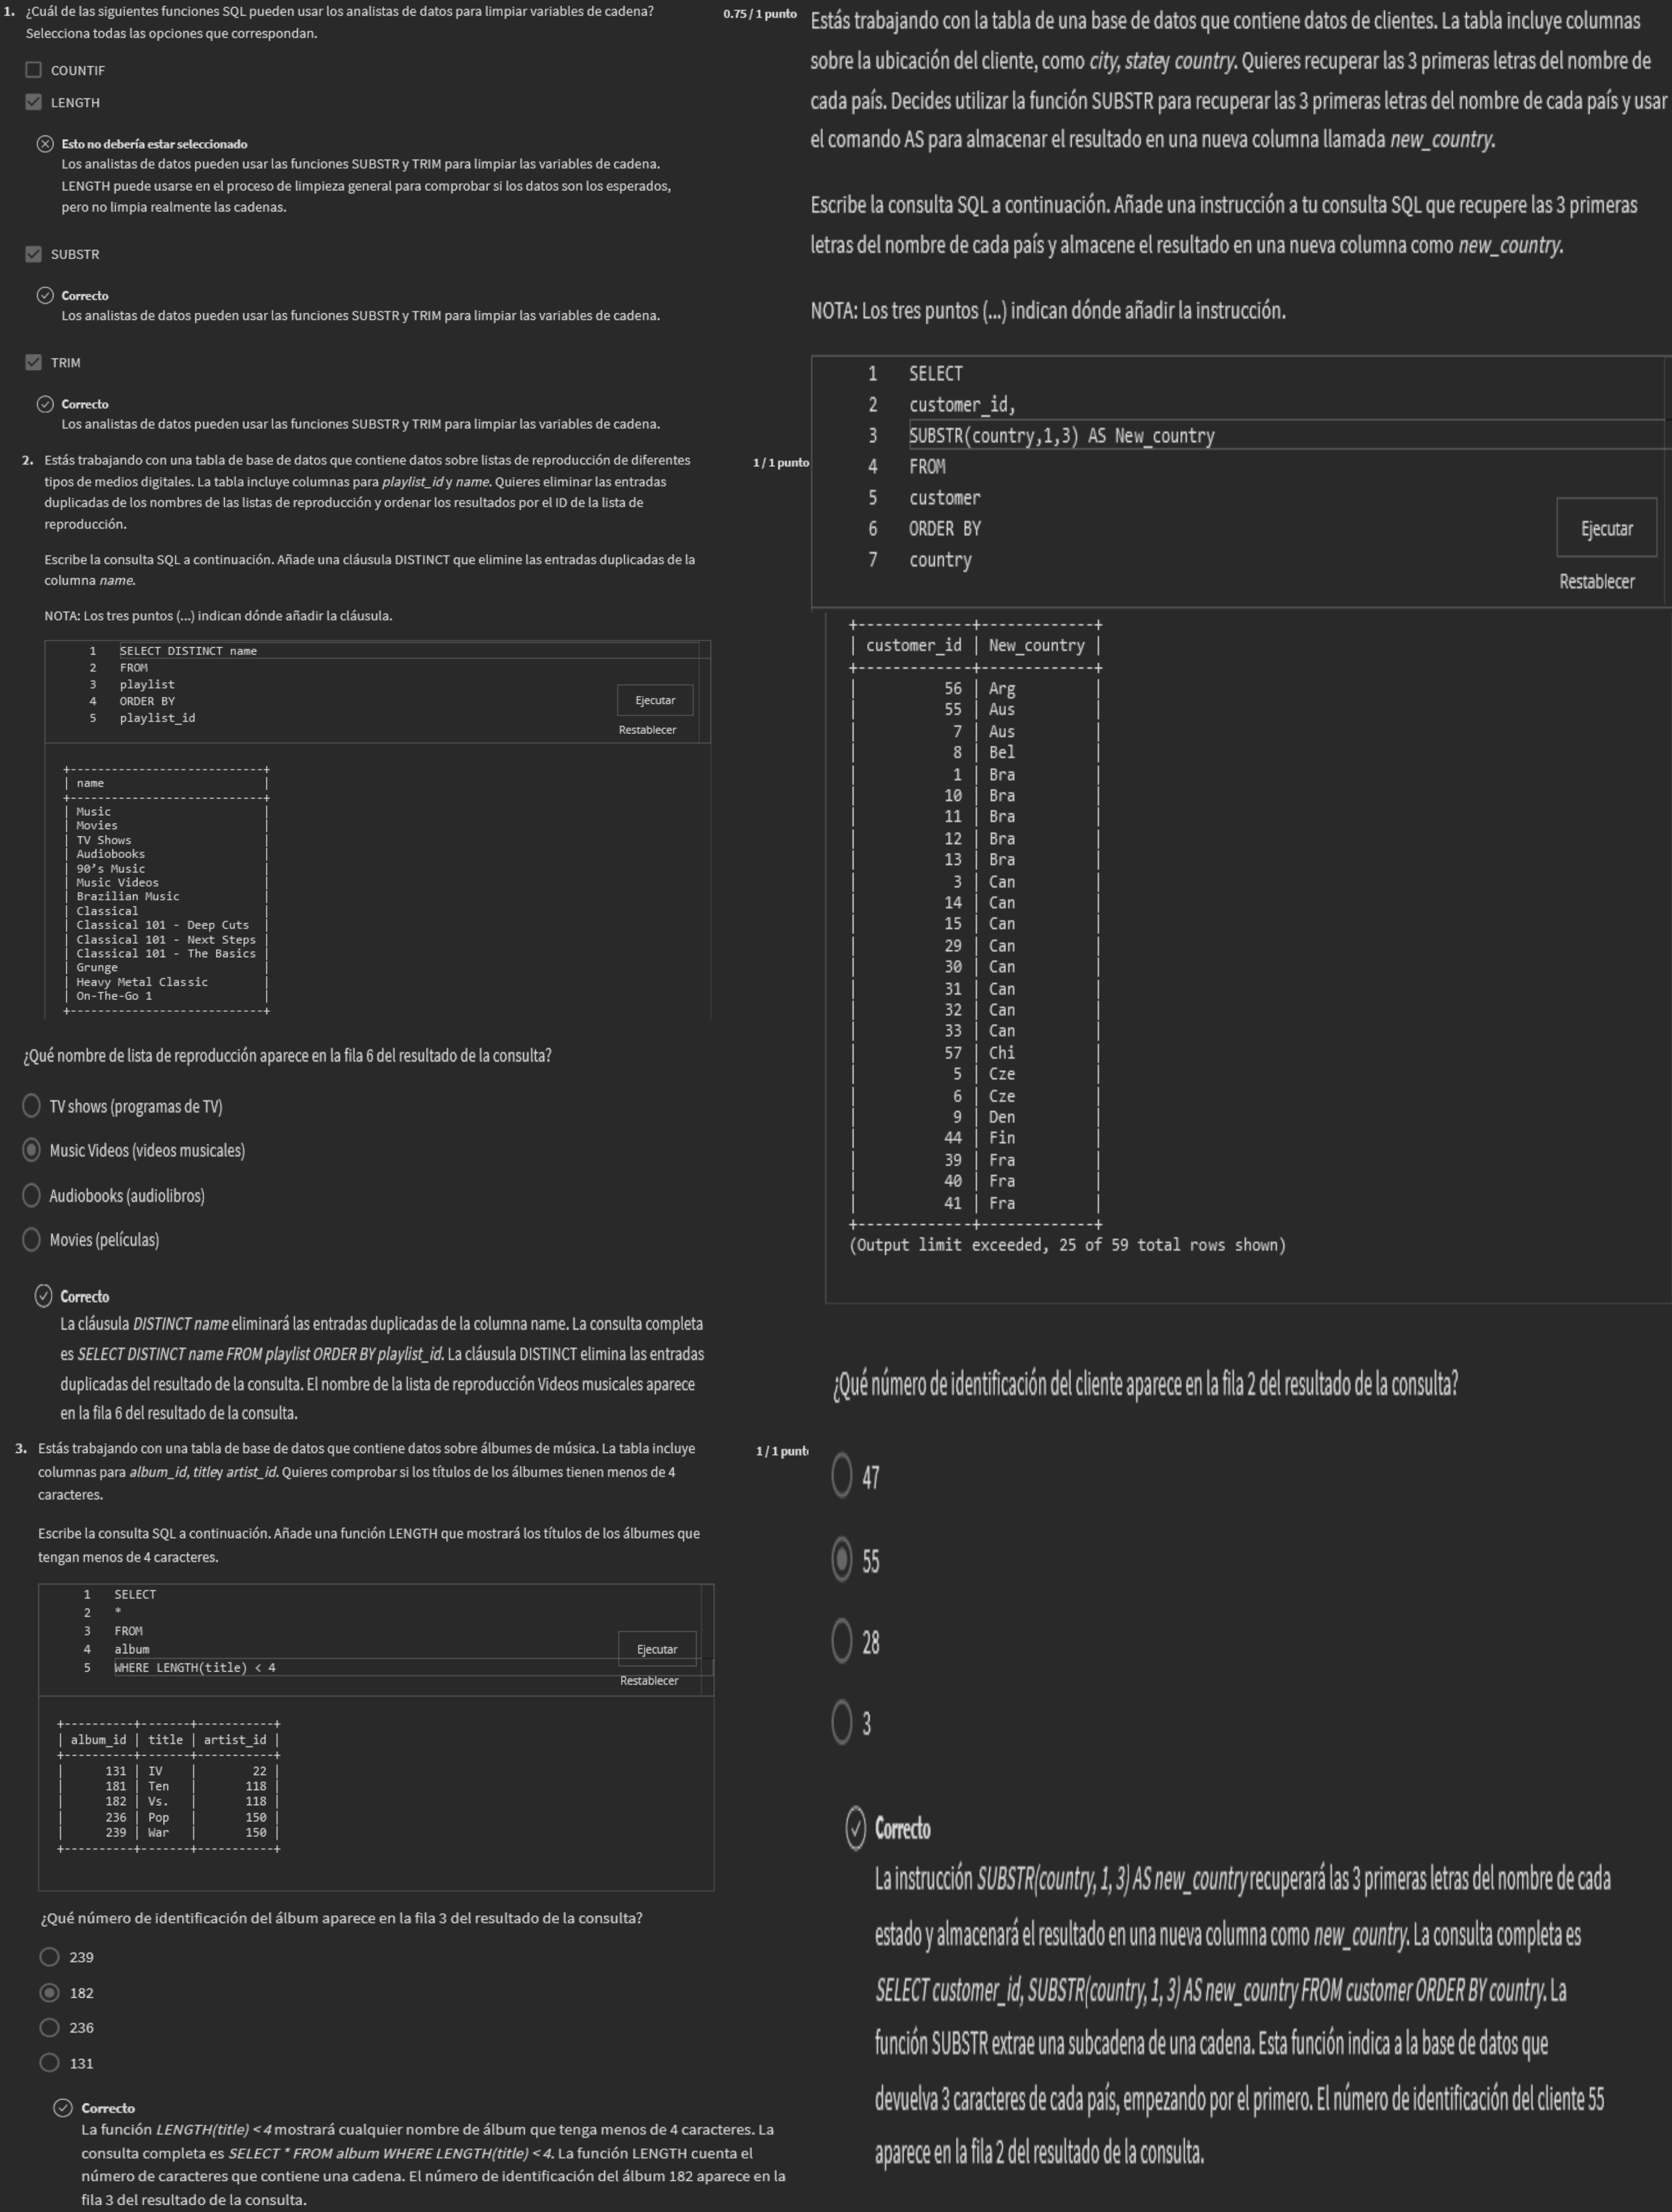 1. ¿Cuál de las siguientes funciones SQL pueden usar los analistas de datos para limpiar variables de cadena?
Selecciona todas las opciones que correspondan.
0.75 / 1 punto
COUNTIF
LENGTH
Esto no debería estar seleccionado
Los analistas de datos pueden usar las funciones SUBSTR y TRIM para limpiar las variables de cadena.
LENGTH puede usarse en el proceso de limpieza general para comprobar si los datos son los esperados,
pero no limpia realmente las cadenas.
SUBSTR
Correcto
Los analistas de datos pueden usar las funciones SUBSTR y TRIM para limpiar las variables de cadena.
TRIM
Correcto
Los analistas de datos pueden usar las funciones SUBSTR y TRIM para limpiar las variables de cadena.
2. Estás trabajando con una tabla de base de datos que contiene datos sobre listas de reproducción de diferentes
tipos de medios digitales. La tabla incluye columnas para playlist_id y name. Quieres eliminar las entradas
duplicadas de los nombres de las listas de reproducción y ordenar los resultados por el ID de la lista de
reproducción.
1 / 1 punto
Escribe la consulta SQL a continuación. Añade una cláusula DISTINCT que elimine las entradas duplicadas de la
columna name.
NOTA: Los tres puntos (...) indican dónde añadir la cláusula.
1 SELECT DISTINCT name
2 FROM
3 playlist
4 ORDER BY
5 playlist_id
Ejecutar
Restablecer
+----------------------------+
| name |
+----------------------------+
| Music |
| Movies |
| TV Shows |
| Audiobooks |
| 90's Music |
| Music Videos |
| Brazilian Music |
| Classical |
| Classical 101 - Deep Cuts |
| Classical 101 - Next Steps |
| Classical 101 - The Basics |
| Grunge |
| Heavy Metal Classic |
| On-The-Go 1 |
+----------------------------+
¿Qué nombre de lista de reproducción aparece en la fila 6 del resultado de la consulta?
TV shows (programas de TV)
Music Videos (videos musicales)
Audiobooks (audiolibros)
Movies (películas)
Correcto
La cláusula DISTINCT name eliminará las entradas duplicadas de la columna name. La consulta completa
es SELECT DISTINCT name FROM playlist ORDER BY playlist_id. La cláusula DISTINCT elimina las entradas
duplicadas del resultado de la consulta. El nombre de la lista de reproducción Videos musicales aparece
en la fila 6 del resultado de la consulta.
3. Estás trabajando con una tabla de base de datos que contiene datos sobre álbumes de música. La tabla incluye
columnas para album_id, titley artist_id. Quieres comprobar si los títulos de los álbumes tienen menos de 4
caracteres.
1 / 1 punt
Escribe la consulta SQL a continuación. Añade una función LENGTH que mostrará los títulos de los álbumes que
tengan menos de 4 caracteres.
1 SELECT
2 *
3 FROM
4 album
5 WHERE LENGTH(title) < 4
Ejecutar
Restablecer
+----------+-------+-----------+
| album_id | title | artist_id |
+----------+-------+-----------+
| 131 | IV | 22 |
| 181 | Ten | 118 |
| 182 | Vs. | 118 |
| 236 | Pop | 150 |
| 239 | War | 150 |
+----------+-------+-----------+
¿Qué número de identificación del álbum aparece en la fila 3 del resultado de la consulta?
239
182
236
131
Correcto
La función LENGTH(title) < 4 mostrará cualquier nombre de álbum que tenga menos de 4 caracteres. La
consulta completa es SELECT * FROM album WHERE LENGTH(title) < 4. La función LENGTH cuenta el
número de caracteres que contiene una cadena. El número de identificación del álbum 182 aparece en la
fila 3 del resultado de la consulta.
Estás trabajando con la tabla de una base de datos que contiene datos de clientes. La tabla incluye columnas
sobre la ubicación del cliente, como city, statey country. Quieres recuperar las 3 primeras letras del nombre de
cada país. Decides utilizar la función SUBSTR para recuperar las 3 primeras letras del nombre de cada país y usar
el comando AS para almacenar el resultado en una nueva columna llamada new_country.
Escribe la consulta SQL a continuación. Añade una instrucción a tu consulta SQL que recupere las 3 primeras
letras del nombre de cada país y almacene el resultado en una nueva columna como new_country.
NOTA: Los tres puntos (...) indican dónde añadir la instrucción.
1 SELECT
2 customer_id,
3 SUBSTR(country,1,3) AS New_country
4 FROM
5 customer
6 ORDER BY
7 country
Ejecutar
Restablecer
+-------------+-------------+
| customer_id | New_country |
+-------------+-------------+
| 56 | Arg |
| 55 | Aus |
| 7 | Aus |
| 8 | Bel |
| 1 | Bra |
| 10 | Bra |
| 11 | Bra |
| 12 | Bra |
| 13 | Bra |
| 3 | Can |
| 14 | Can |
| 15 | Can |
| 29 | Can |
| 30 | Can |
| 31 | Can |
| 32 | Can |
| 33 | Can |
| 57 | Chi |
| 5 | Cze |
| 6 | Cze |
| 9 | Den |
| 44 | Fin |
| 39 | Fra |
| 40 | Fra |
| 41 | Fra |
+-------------+-------------+
(Output limit exceeded, 25 of 59 total rows shown)
¿Qué número de identificación del cliente aparece en la fila 2 del resultado de la consulta?
47
55
28
3
Correcto
La instrucción SUBSTR(country, 1, 3) AS new_country recuperará las 3 primeras letras del nombre de cada
estado y almacenará el resultado en una nueva columna como new_country. La consulta completa es
SELECT customer_id, SUBSTR(country, 1, 3) AS new_country FROM customer ORDER BY country. La
función SUBSTR extrae una subcadena de una cadena. Esta función indica a la base de datos que
devuelva 3 caracteres de cada país, empezando por el primero. El número de identificación del cliente 55
aparece en la fila 2 del resultado de la consulta.